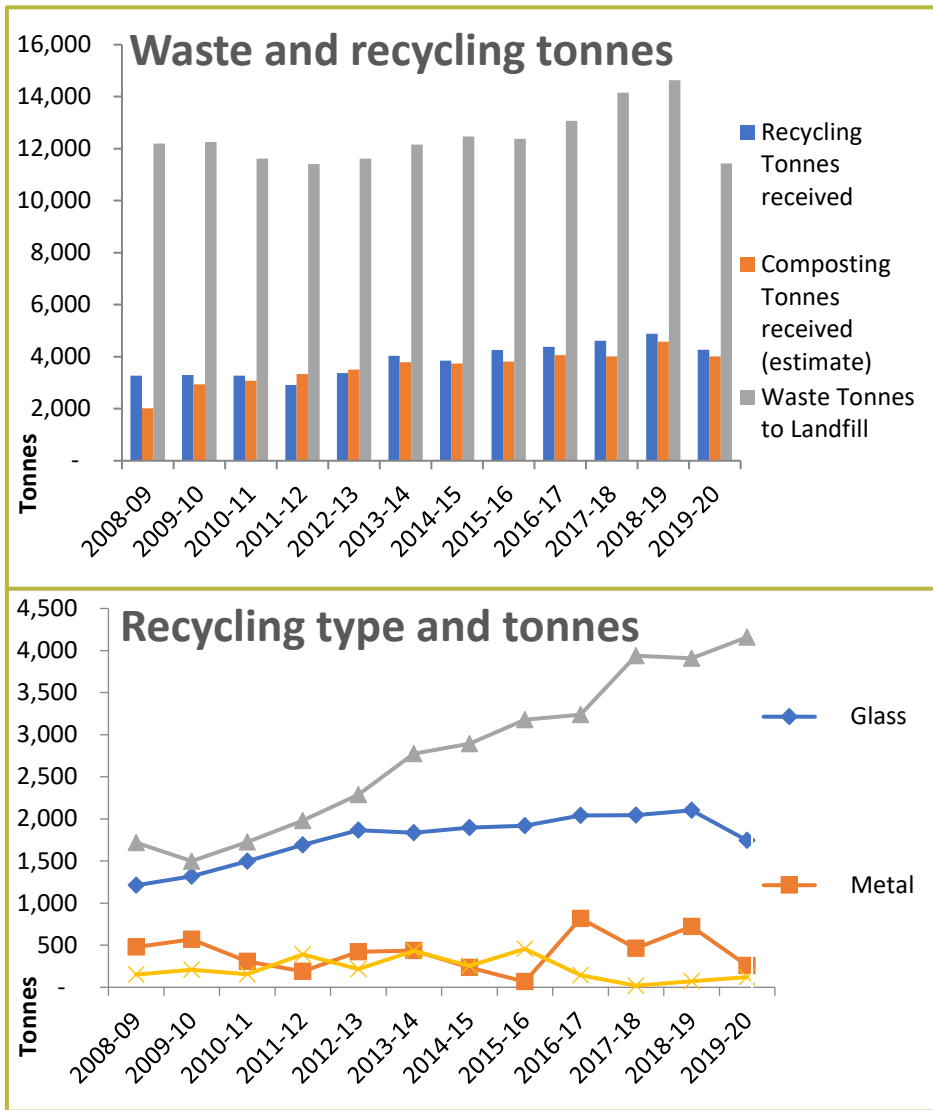 Waste and recycling tonnes
16,000
14,000
12,000
10,000
8,000
6,000
4,000
2,000
-
Tonnes
2008-09
2009-10
2010-11
2011-12
2012-13
2013-14
2014-15
2015-16
2016-17
2017-18
2018-19
2019-20
Recycling
Tonnes
received
Composting
Tonnes
received
(estimate)
Waste Tonnes
to Landfill
Recycling type and tonnes
4,500
4,000
3,500
3,000
2,500
2,000
1,500
1,000
500
-
Tonnes
2008-09
2009-10
2010-11
2011-12
2012-13
2013-14
2014-15
2015-16
2016-17
2017-18
2018-19
2019-20
Glass
Metal